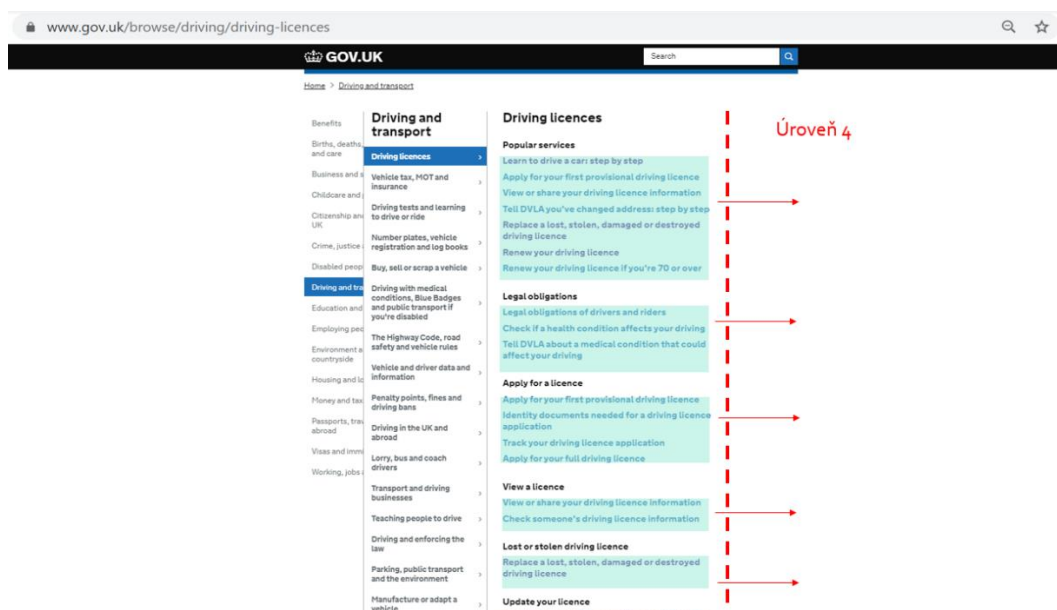 www.gov.uk/browse/driving/driving-licences
GOV.UK
Search
Home > Driving and transport
Benefits
Births, deaths,
and care
Business and s
Childcare and
Citizenship and
UK
Crime, justice
Disabled peop
Driving and tra
Education and
Employing peo
Environment a
countryside
Housing and lo
Money and tax
Passports, trav
abroad
Visas and immi
Working, jobs
Driving and
transport
Driving licences
Vehicle tax, MOT and
insurance
Driving tests and learning
to drive or ride
Number plates, vehicle
registration and log books
Buy, sell or scrap a vehicle
Driving with medical
conditions, Blue Badges
and public transport if
you're disabled
The Highway Code, road
safety and vehicle rules
Vehicle and driver data and
information
Penalty points, fines and
driving bans
Driving in the UK and
abroad
Lorry, bus and coach
drivers
Transport and driving
businesses
Teaching people to drive
Driving and enforcing the
law
Parking, public transport
and the environment
Manufacture or adapt a
vehicle
Driving licences
Popular services
Learn to drive a car: step by step
Apply for your first provisional driving licence
View or share your driving licence information
Tell DVLA you've changed address: step by step
Replace a lost, stolen, damaged or destroyed
driving licence
Renew your driving licence
Renew your driving licence if you're 70 or over
Legal obligations
Legal obligations of drivers and riders
Check if a health condition affects your driving
Tell DVLA about a medical condition that could
affect your driving
Apply for a licence
Apply for your first provisional driving licence
Identity documents needed for a driving licence
application
Track your driving licence application
Apply for your full driving licence
View a licence
View or share your driving licence information
Check someone's driving licence information
Lost or stolen driving licence
Replace a lost, stolen, damaged or destroyed
driving licence
Update your licence
Úroveň 4